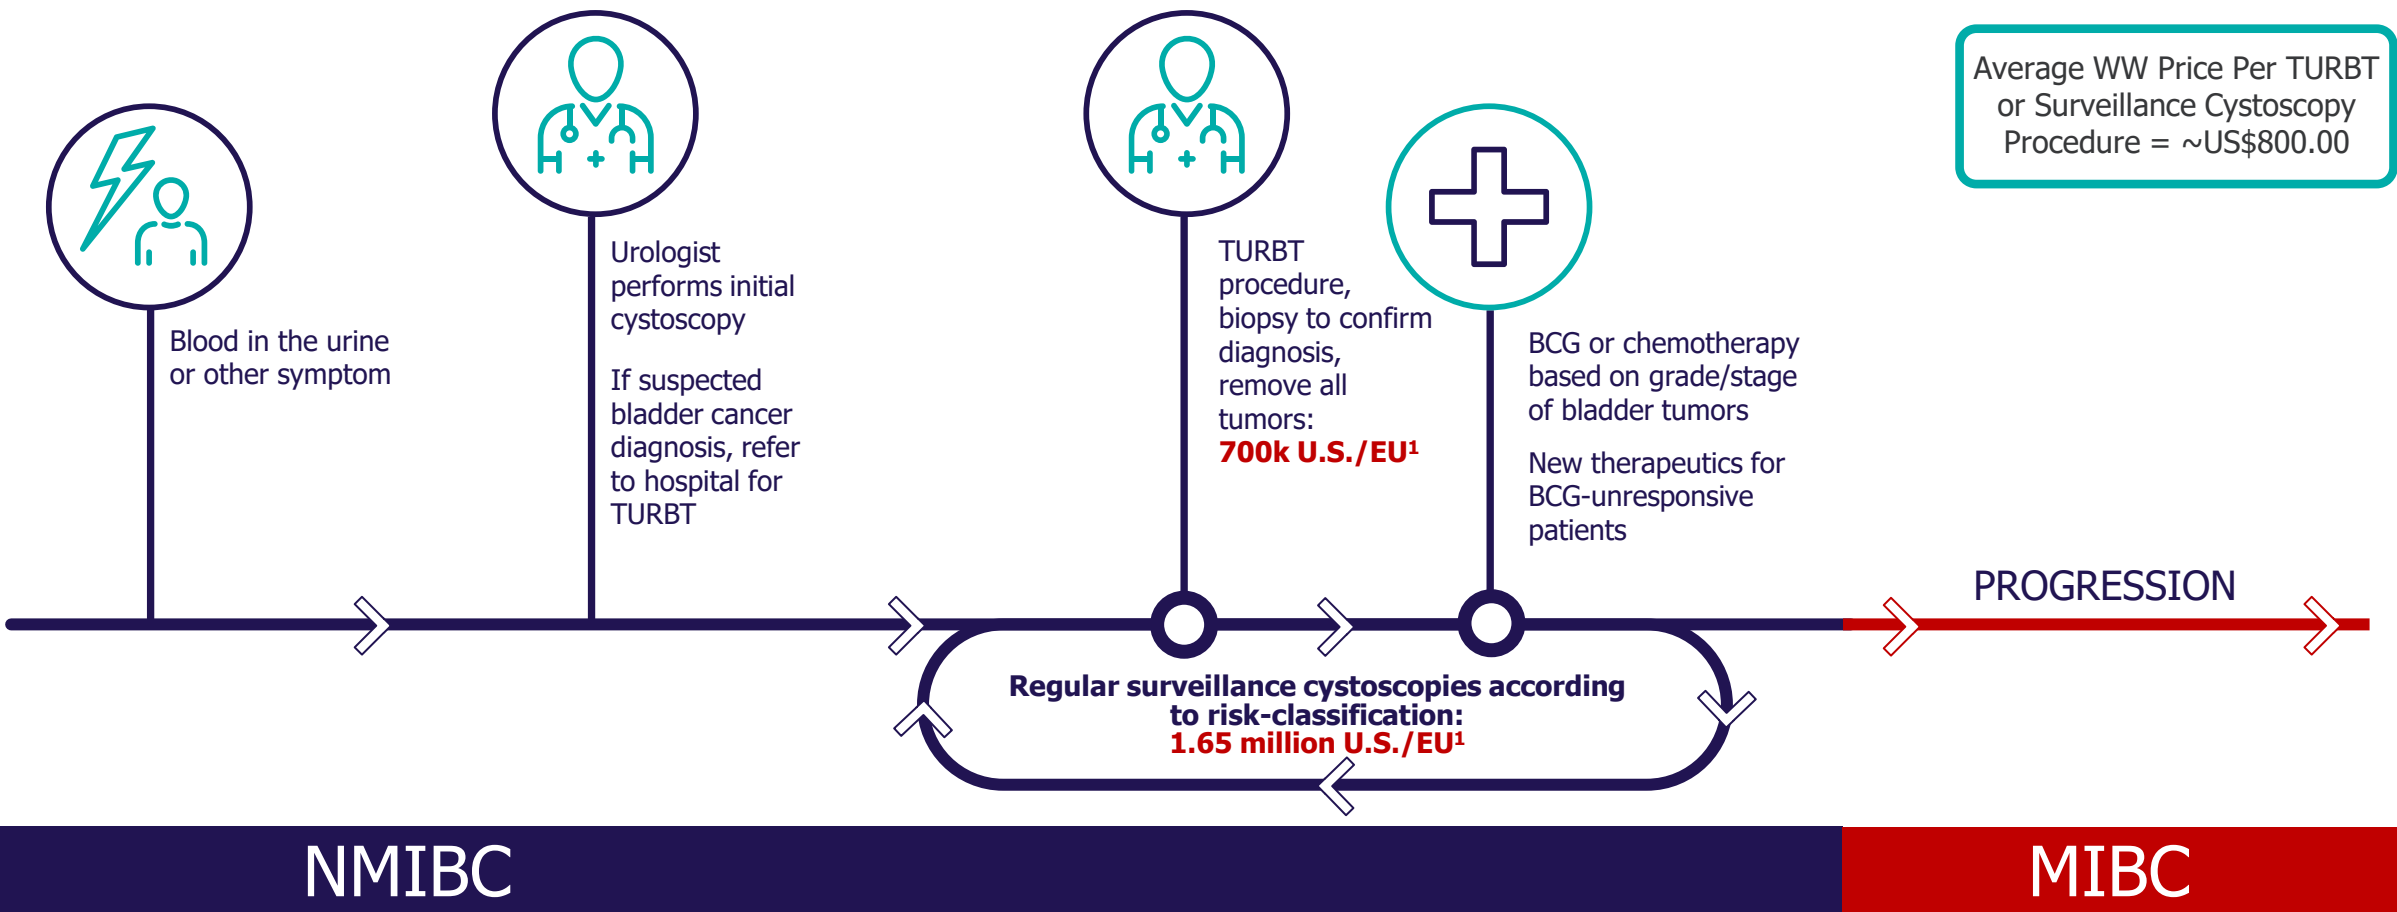 Average WW Price Per TURBT
or Surveillance Cystoscopy
Procedure = ~US$800.00
Blood in the urine
or other symptom
Urologist
performs initial
cystoscopy
If suspected
bladder cancer
diagnosis, refer
to hospital for
TURBT
TURBT
procedure,
biopsy to confirm
diagnosis,
remove all
tumors:
700k U.S./EU¹
BCG or chemotherapy
based on grade/stage
of bladder tumors
New therapeutics for
BCG-unresponsive
patients
PROGRESSION
Regular surveillance cystoscopies according
to risk-classification:
1.65 million U.S./EU¹
NMIBC
MIBC